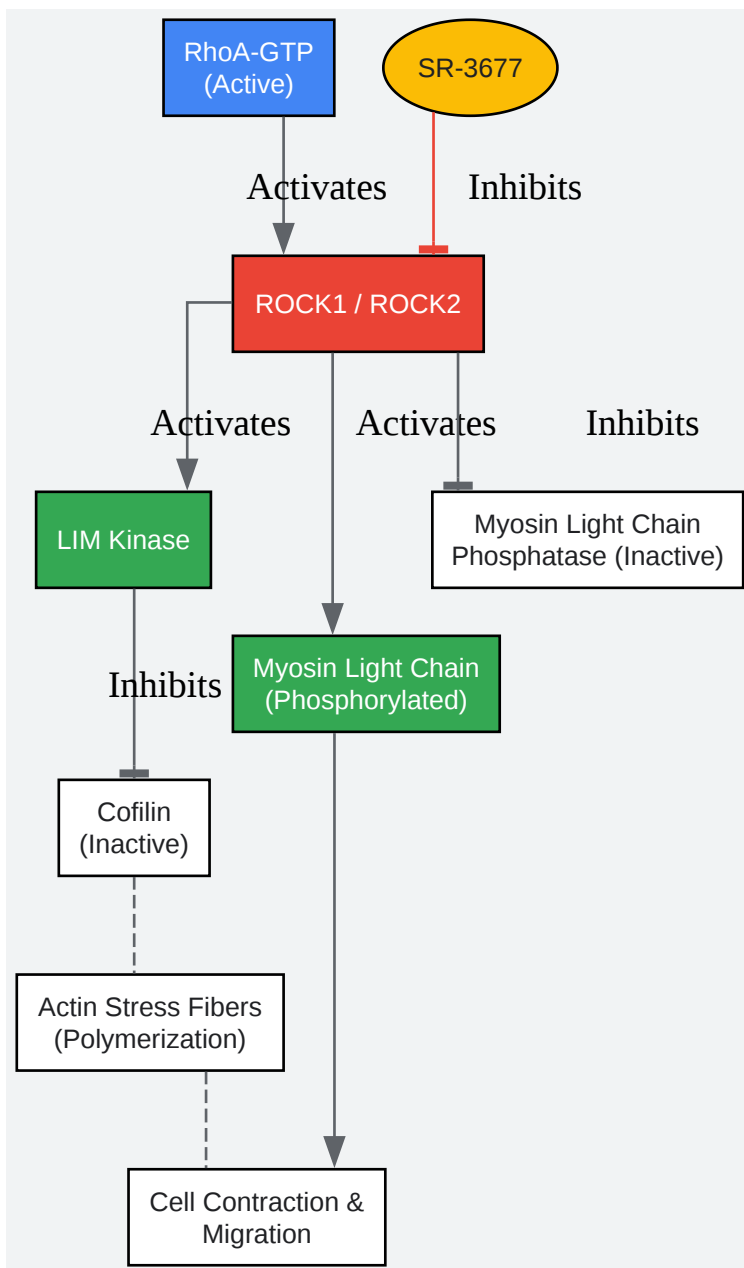 RhoA-GTP
(Active)
SR-3677
Activates
Inhibits
ROCK1 / ROCK2
Activates
Activates
Inhibits
LIM Kinase
Myosin Light Chain
Phosphatase (Inactive)
Inhibits
Myosin Light Chain
(Phosphorylated)
Cofilin
(Inactive)
Actin Stress Fibers
(Polymerization)
Cell Contraction &
Migration